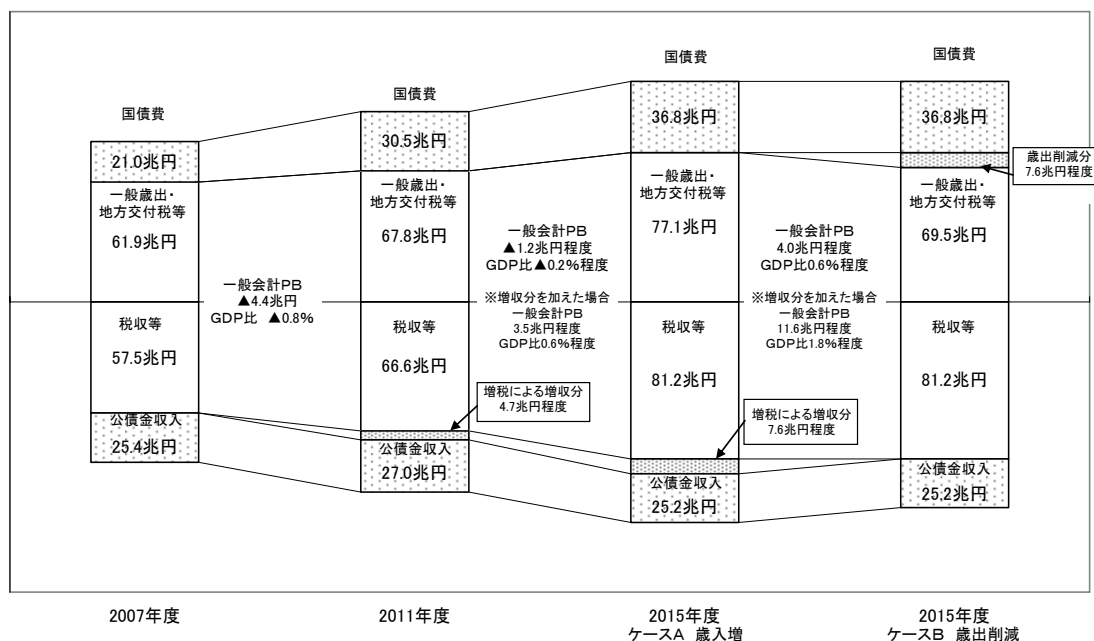 国債費
21.0兆円
一般歳出・
地方交付税等
61.9兆円
税収等
57.5兆円
公債金収入
25.4兆円
2007年度
一般会計PB
▲4.4兆円
GDP比　▲0.8%
国債費
30.5兆円
一般歳出・
地方交付税等
67.8兆円
税収等
66.6兆円
公債金収入
27.0兆円
2011年度
増税による増収分
4.7兆円程度
一般会計PB
▲1.2兆円程度
GDP比▲0.2%程度
※増収分を加えた場合
一般会計PB
3.5兆円程度
GDP比0.6%程度
国債費
36.8兆円
一般歳出・
地方交付税等
77.1兆円
税収等
81.2兆円
公債金収入
25.2兆円
2015年度
ケースA　歳入増
増税による増収分
7.6兆円程度
一般会計PB
4.0兆円程度
GDP比0.6%程度
※増収分を加えた場合
一般会計PB
11.6兆円程度
GDP比1.8%程度
国債費
36.8兆円
歳出削減分
7.6兆円程度
一般歳出・
地方交付税等
69.5兆円
税収等
81.2兆円
公債金収入
25.2兆円
2015年度
ケースB　歳出削減